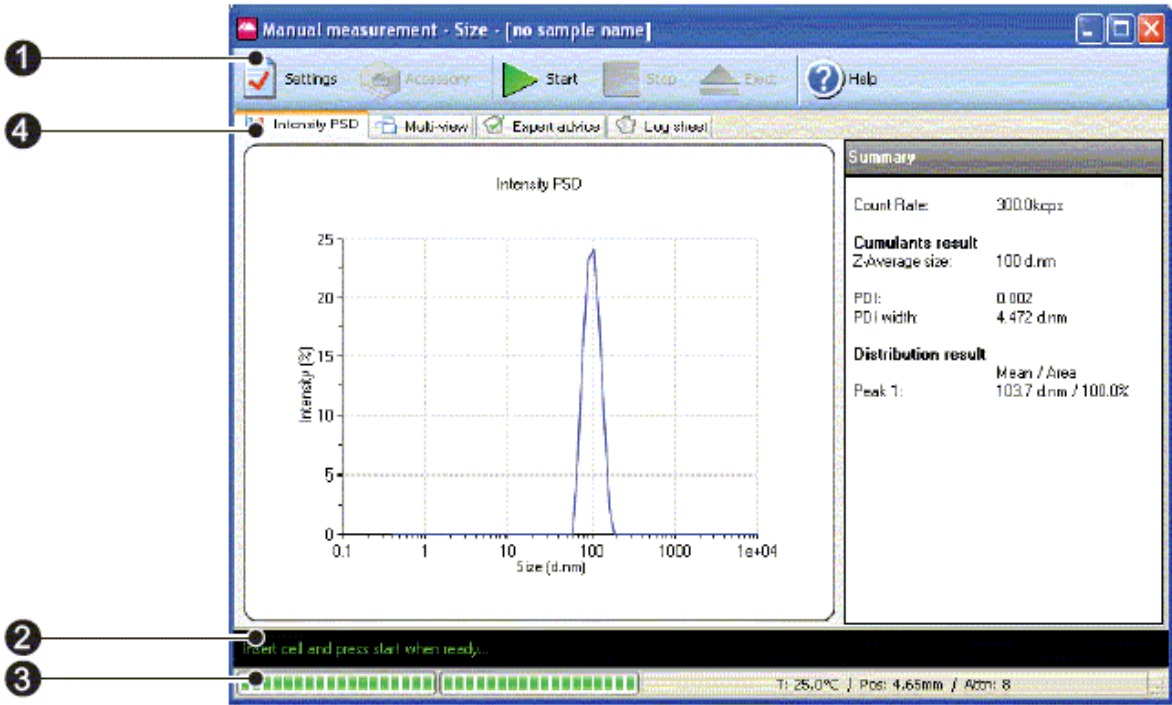 Manual measurement - Size - [no sample name]
1
Settings Accessory Start Stop Eject Help
4
Intensity PSD Multi-view Expert advice Log sheet
Intensity PSD
25
20
15
10
5
0
Intensity (%)
0.1 1 10 100 1000 1e+04
Size (d.nm)
Summary
Count Rate: 300.0kcps
Cumulants result
Z-Average size: 100 d.nm
PDI: 0.002
PDI width: 4.472 d.nm
Distribution result
Mean / Area
Peak 1: 103.7 d.nm / 100.0%
2
Insert cell and press start when ready...
3
T: 25.0°C / Pos: 4.65mm / Attn: 8